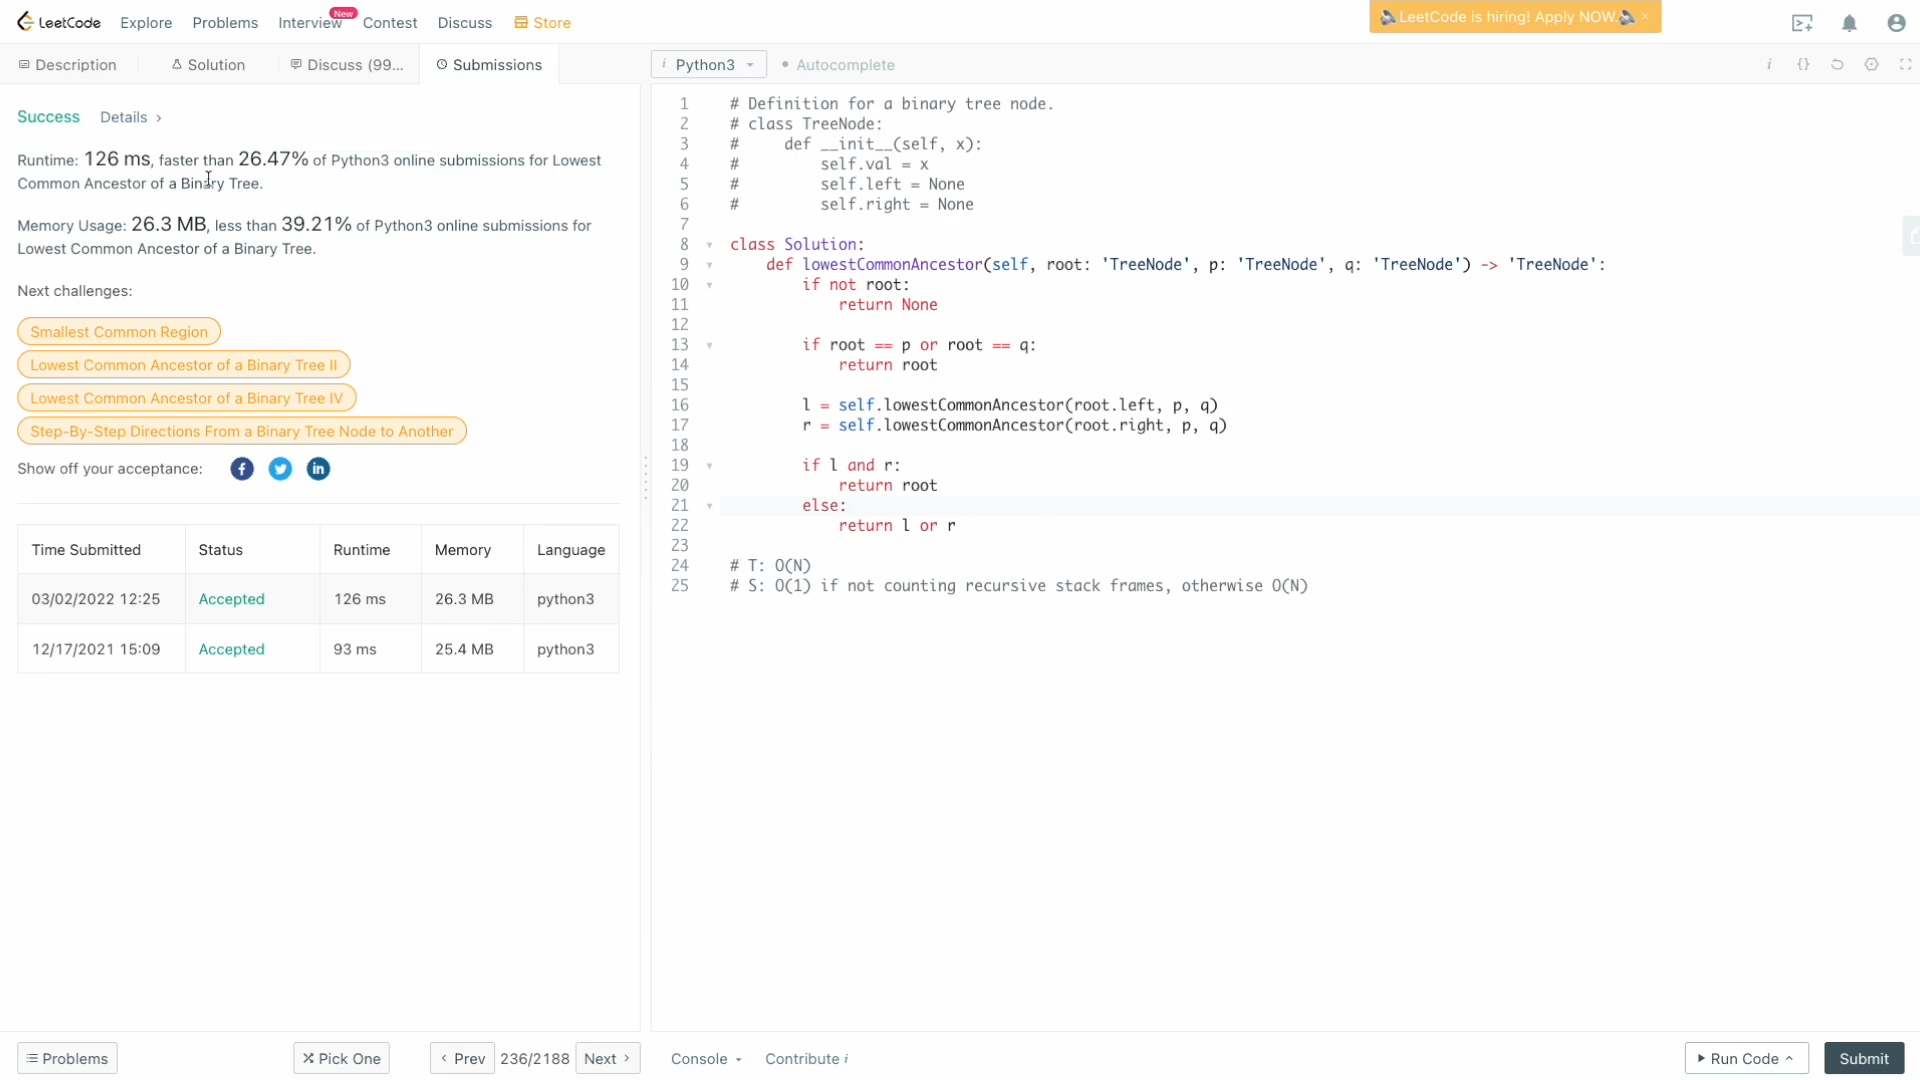 LeetCode Explore Problems Interview New Contest Discuss Store
LeetCode is hiring! Apply NOW.
Description Solution Discuss (99... Submissions
i Python3 Autocomplete
Success Details
Runtime: 126 ms, faster than 26.47% of Python3 online submissions for Lowest
Common Ancestor of a Binary Tree.
Memory Usage: 26.3 MB, less than 39.21% of Python3 online submissions for
Lowest Common Ancestor of a Binary Tree.
Next challenges:
Smallest Common Region
Lowest Common Ancestor of a Binary Tree II
Lowest Common Ancestor of a Binary Tree IV
Step-By-Step Directions From a Binary Tree Node to Another
Show off your acceptance:
Time Submitted Status Runtime Memory Language
03/02/2022 12:25 Accepted 126 ms 26.3 MB python3
12/17/2021 15:09 Accepted 93 ms 25.4 MB python3
1 # Definition for a binary tree node.
2 # class TreeNode:
3 #     def __init__(self, x):
4 #         self.val = x
5 #         self.left = None
6 #         self.right = None
7
8 class Solution:
9     def lowestCommonAncestor(self, root: 'TreeNode', p: 'TreeNode', q: 'TreeNode') -> 'TreeNode':
10         if not root:
11             return None
12
13         if root == p or root == q:
14             return root
15
16         l = self.lowestCommonAncestor(root.left, p, q)
17         r = self.lowestCommonAncestor(root.right, p, q)
18
19         if l and r:
20             return root
21         else:
22             return l or r
23
24 # T: O(N)
25 # S: O(1) if not counting recursive stack frames, otherwise O(N)
Problems Pick One Prev 236/2188 Next Console Contribute i Run Code Submit